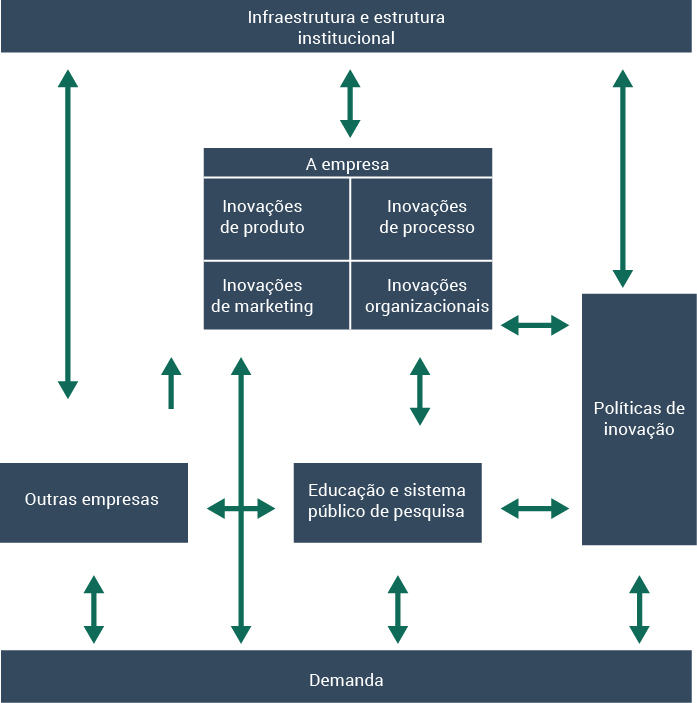 Infraestrutura e estrutura
institucional
A empresa
Inovações
de produto
Inovações
de processo
Inovações
de marketing
Inovações
organizacionais
Políticas de
inovação
Outras empresas
Educação e sistema
público de pesquisa
Demanda